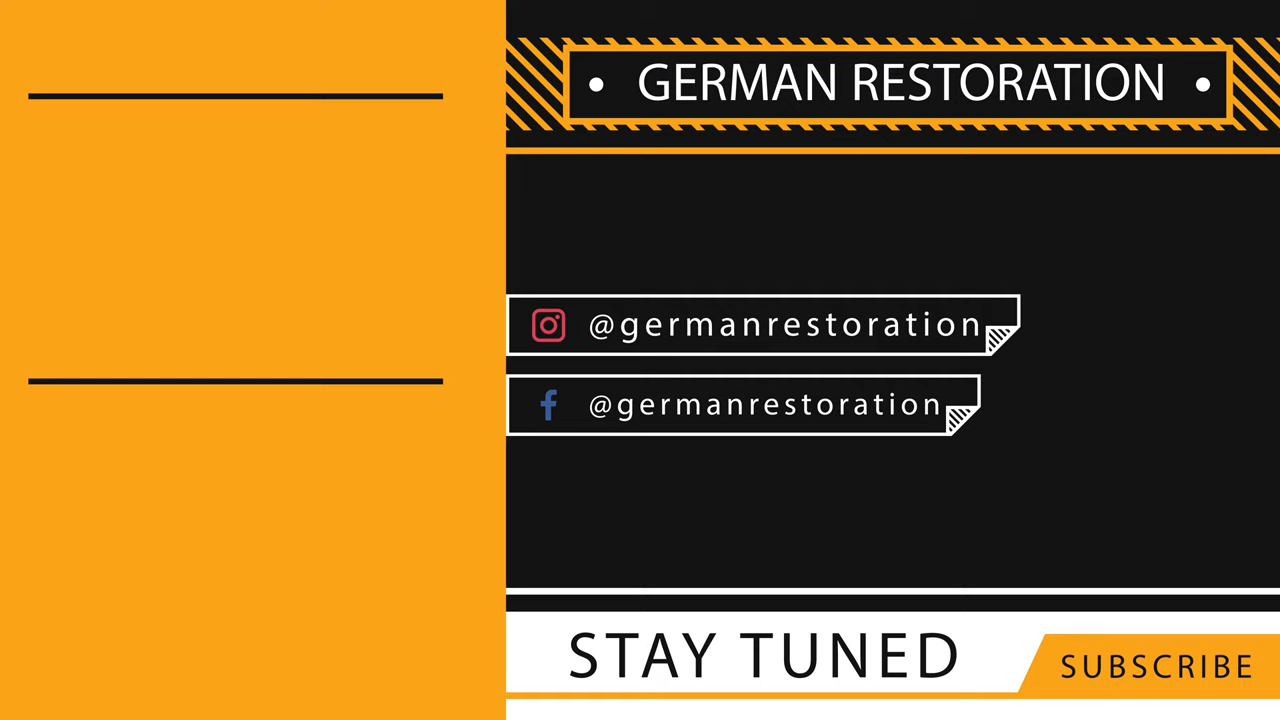 • GERMAN RESTORATION •
@germanrestoration
@germanrestoration
STAY TUNED
SUBSCRIBE